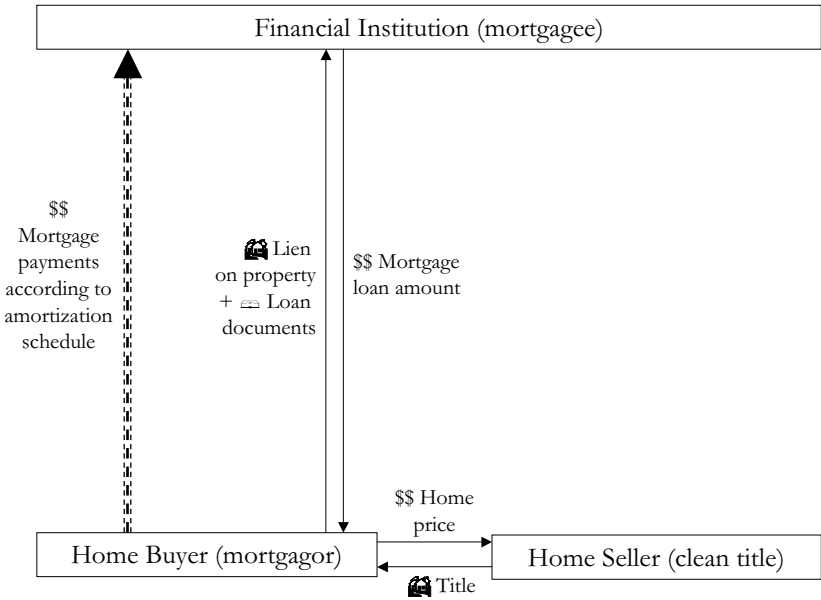 Financial Institution (mortgagee)
$$
Mortgage
payments
according to
amortization
schedule
Lien
on property
+ Loan
documents
$$ Mortgage
loan amount
$$ Home
price
Home Buyer (mortgagor)
Home Seller (clean title)
Title